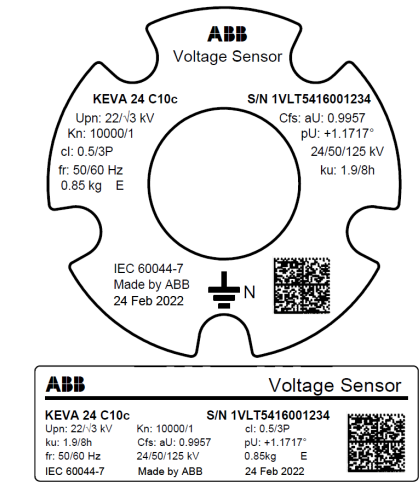 ABB
Voltage Sensor
KEVA 24 C10c S/N 1VLT5416001234
Upn: 22/√3 kV Cfs: aU: 0.9957
Kn: 10000/1 pU: +1.1717°
cl: 0.5/3P 24/50/125 kV
fr: 50/60 Hz ku: 1.9/8h
0.85 kg E
IEC 60044-7
Made by ABB
24 Feb 2022
N
ABB Voltage Sensor
KEVA 24 C10c S/N 1VLT5416001234
Upn: 22/√3 kV Kn: 10000/1 cl: 0.5/3P
ku: 1.9/8h Cfs: aU: 0.9957 pU: +1.1717°
fr: 50/60 Hz 24/50/125 kV 0.85kg E
IEC 60044-7 Made by ABB 24 Feb 2022